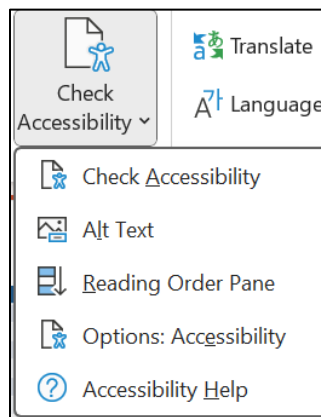 Check
Accessibility
Translate
Language
Check Accessibility
Alt Text
Reading Order Pane
Options: Accessibility
Accessibility Help